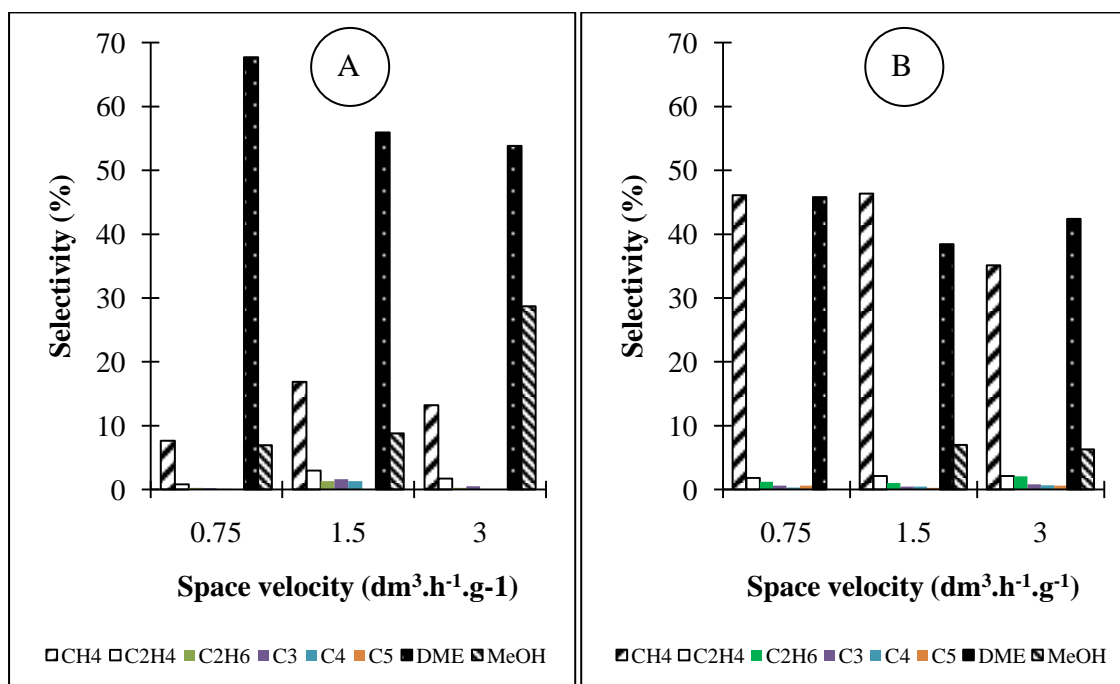 A
Selectivity (%)
70
60
50
40
30
20
10
0
0.75 1.5 3
Space velocity (dm³.h⁻¹.g-1)
CH4 C2H4 C2H6 C3 C4 C5 DME MeOH
B
Selectivity (%)
70
60
50
40
30
20
10
0
0.75 1.5 3
Space velocity (dm³.h⁻¹.g⁻¹)
CH4 C2H4 C2H6 C3 C4 C5 DME MeOH